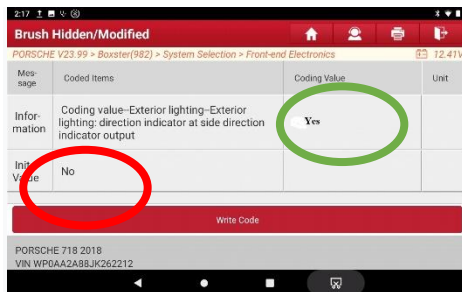 2:17
Brush Hidden/Modified
PORSCHE V23.99 > Boxster(982) > System Selection > Front-end Electronics 12.41V
Mes-
sage
Coded Items
Coding Value
Unit
Infor-
mation
Coding value–Exterior lighting–Exterior
lighting: direction indicator at side direction
indicator output
Yes
No
Write Code
PORSCHE 718 2018
VIN WP0AA2A88JK262212